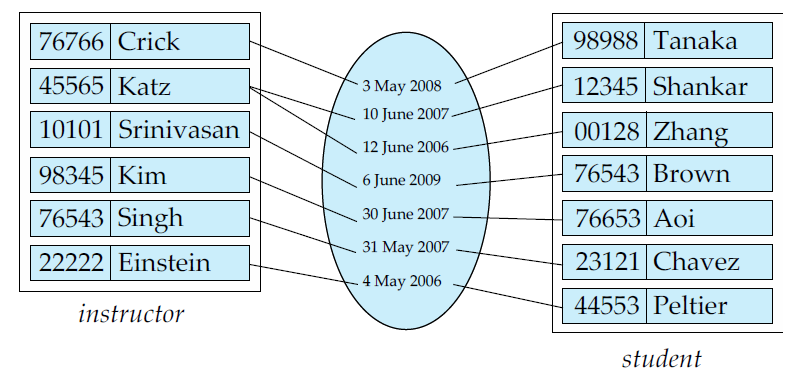 76766 Crick
45565 Katz
10101 Srinivasan
98345 Kim
76543 Singh
22222 Einstein
instructor
3 May 2008
10 June 2007
12 June 2006
6 June 2009
30 June 2007
31 May 2007
4 May 2006
98988 Tanaka
12345 Shankar
00128 Zhang
76543 Brown
76653 Aoi
23121 Chavez
44553 Peltier
student